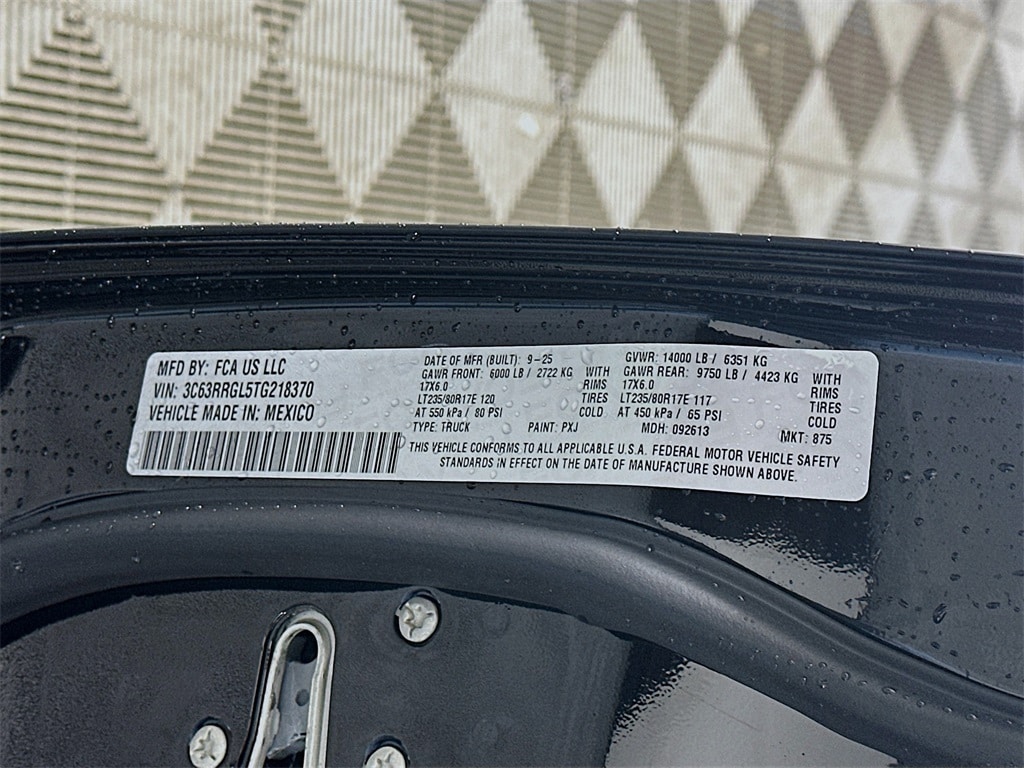 MFD BY: FCA US LLC
VIN: 3C63RRGL5TG218370
VEHICLE MADE IN: MEXICO
DATE OF MFR (BUILT): 9-25
GAWR FRONT: 6000 LB / 2722 KG WITH
17X6.0 RIMS
LT235/80R17E 120 TIRES
AT 550 kPa / 80 PSI COLD
TYPE: TRUCK PAINT: PXJ
GVWR: 14000 LB / 6351 KG
GAWR REAR: 9750 LB / 4423 KG WITH
17X6.0 RIMS
LT235/80R17E 117 TIRES
AT 450 kPa / 65 PSI COLD
MDH: 092613 MKT: 875
THIS VEHICLE CONFORMS TO ALL APPLICABLE U.S.A. FEDERAL MOTOR VEHICLE SAFETY
STANDARDS IN EFFECT ON THE DATE OF MANUFACTURE SHOWN ABOVE.